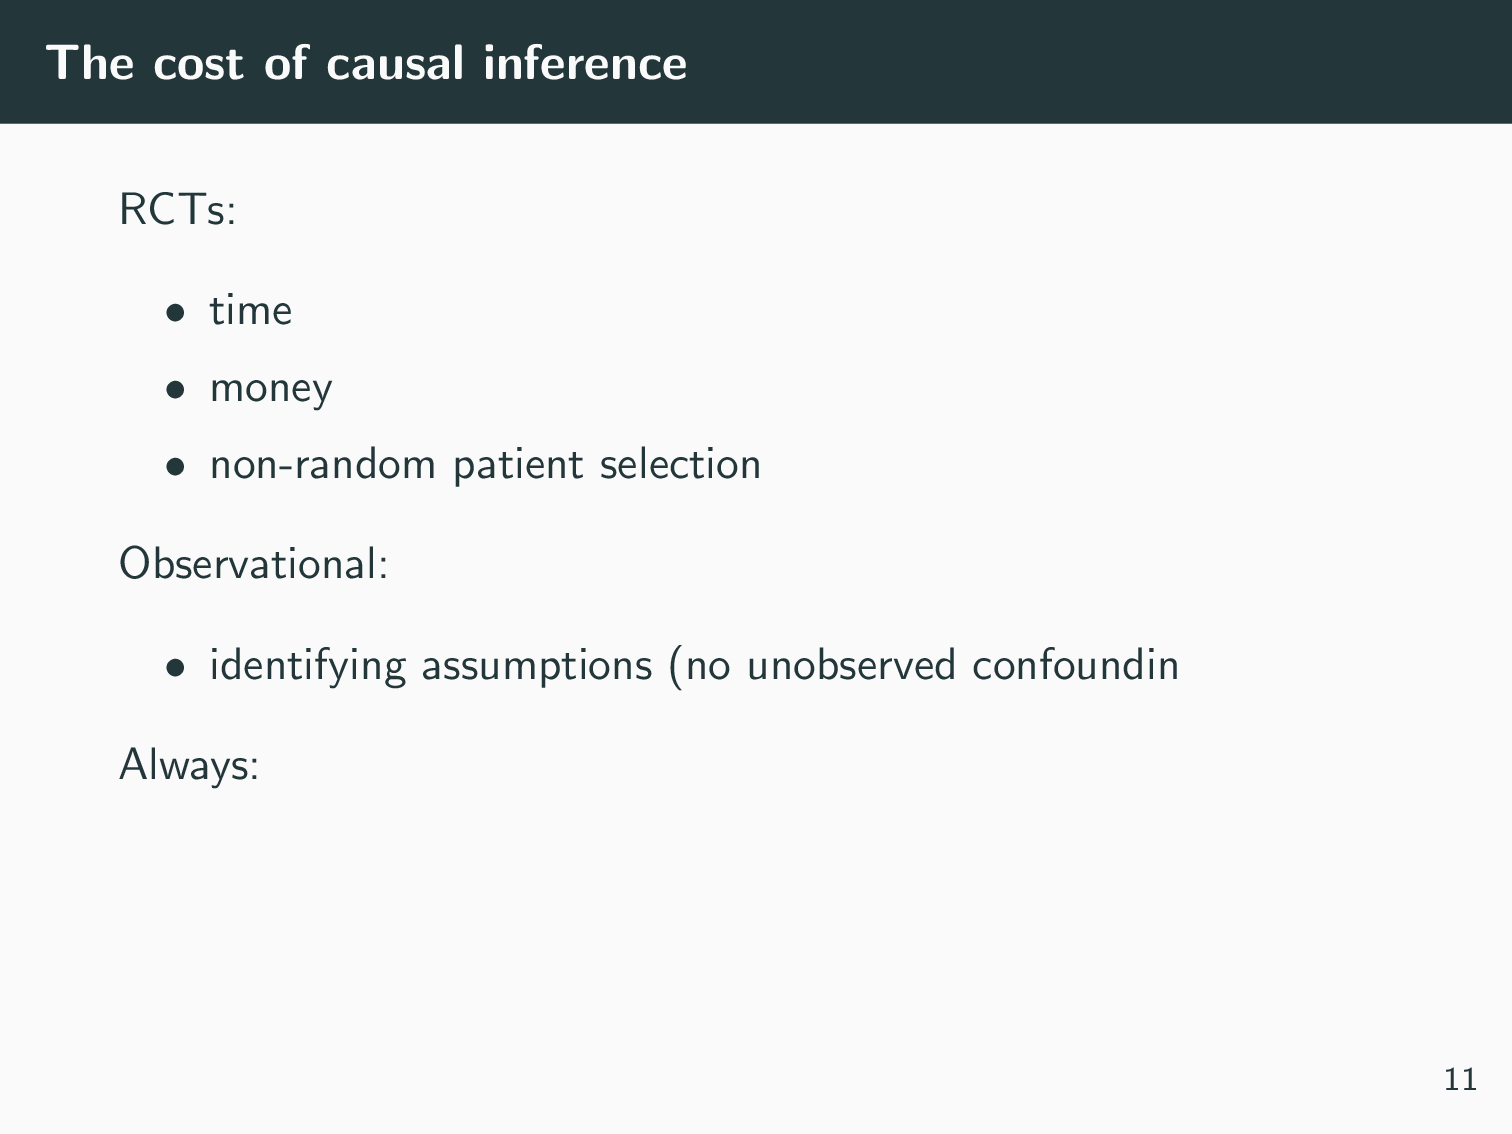 The cost of causal inference
RCTs:
• time
• money
• non-random patient selection
Observational:
• identifying assumptions (no unobserved confoundin
Always:
11